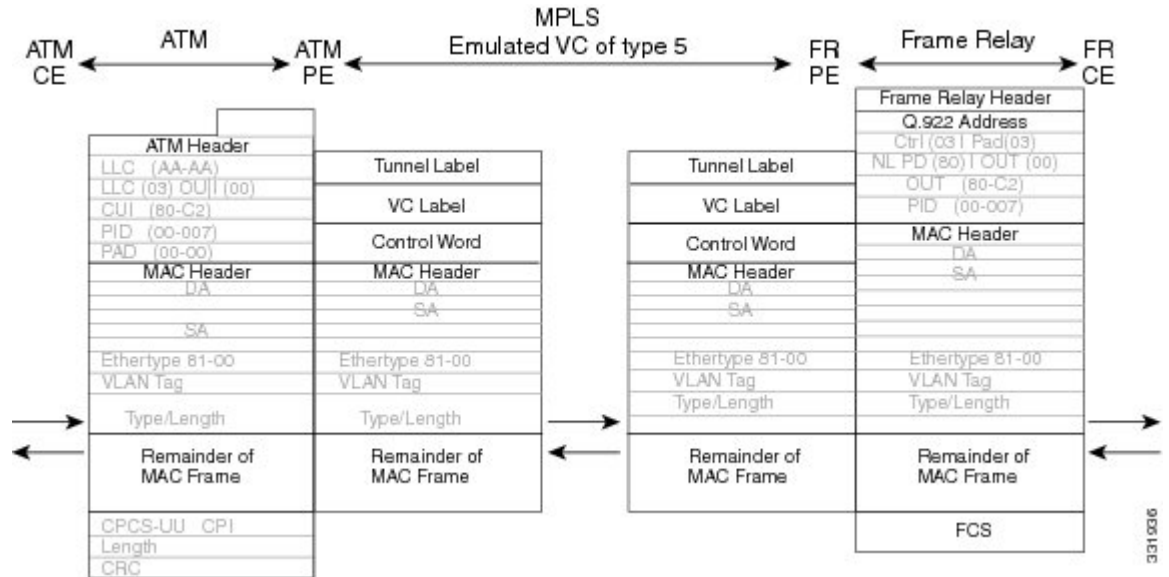 MPLS
ATM CE
ATM
ATM PE
Emulated VC of type 5
FR PE
Frame Relay
FR CE
ATM Header
LLC (AA-AA)
LLC (03) OU|I (00)
CUI (80-C2)
PID (00-007)
PAD (00-00)
MAC Header
DA
SA
Ethertype 81-00
VLAN Tag
Type/Length
Remainder of
MAC Frame
CPCS-UU CPI
Length
CRC
Tunnel Label
VC Label
Control Word
MAC Header
DA
SA
Ethertype 81-00
VLAN Tag
Type/Length
Remainder of
MAC Frame
Tunnel Label
VC Label
Control Word
MAC Header
DA
SA
Ethertype 81-00
VLAN Tag
Type/Length
Remainder of
MAC Frame
Frame Relay Header
Q.922 Address
Ctrl (03 | Pad(03)
NL PD (80) | OUT (00)
OUT (80-C2)
PID (00-007)
MAC Header
DA
SA
Ethertype 81-00
VLAN Tag
Type/Length
Remainder of
MAC Frame
FCS
331936